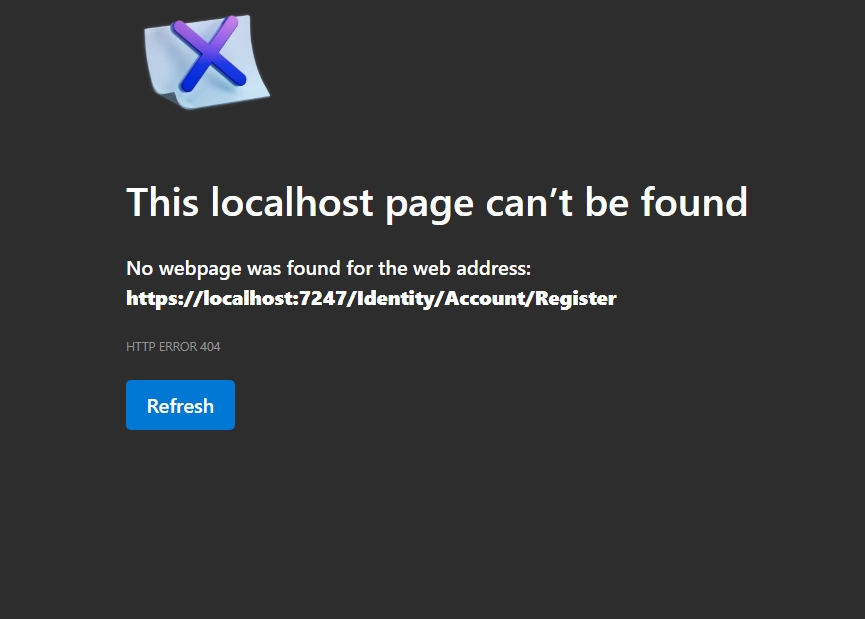 This localhost page can’t be found
No webpage was found for the web address:
https://localhost:7247/Identity/Account/Register
HTTP ERROR 404
Refresh